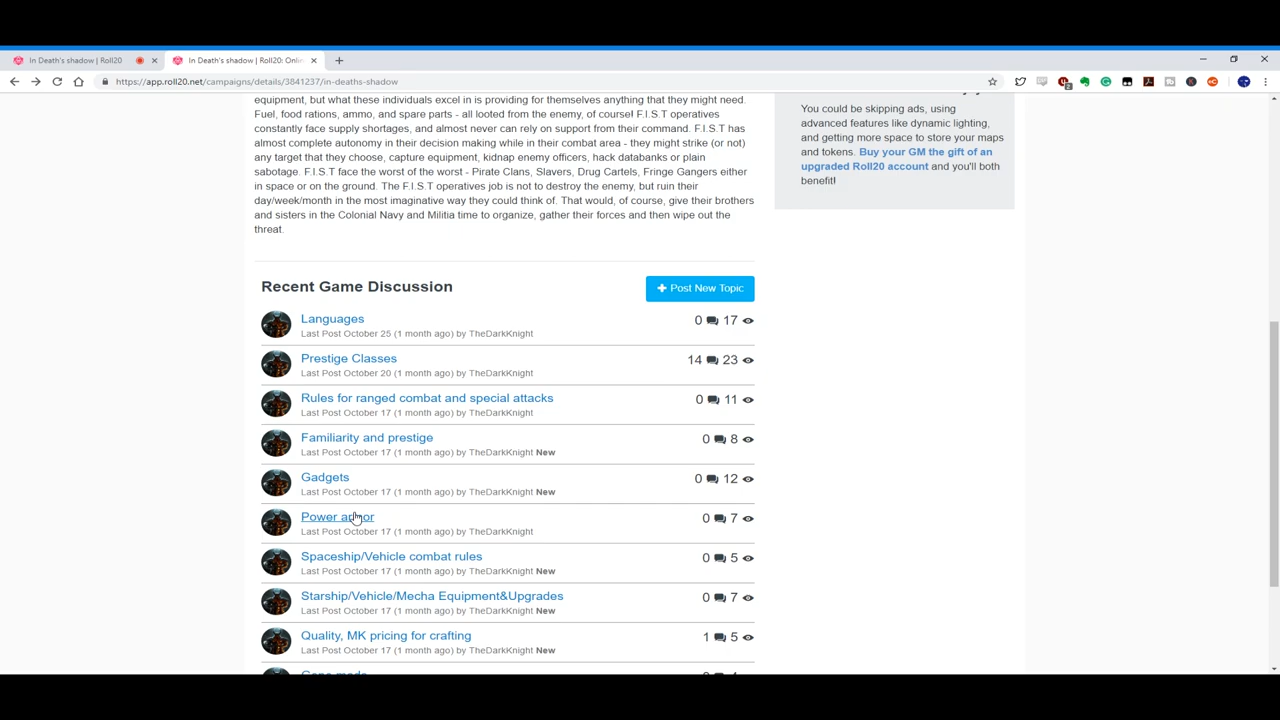 In Death's shadow | Roll20
In Death's shadow | Roll20: Onlin
https://app.roll20.net/campaigns/details/3841237/in-deaths-shadow
equipment, but what these individuals excel in is providing for themselves anything that they might need.
Fuel, food rations, ammo, and spare parts - all looted from the enemy, of course! F.I.S.T operatives
constantly face supply shortages, and almost never can rely on support from their command. F.I.S.T has
almost complete autonomy in their decision making while in their combat area - they might strike (or not)
any target that they choose, capture equipment, kidnap enemy officers, hack databanks or plain
sabotage. F.I.S.T face the worst of the worst - Pirate Clans, Slavers, Drug Cartels, Fringe Gangers either
in space or on the ground. The F.I.S.T operatives job is not to destroy the enemy, but ruin their
day/week/month in the most imaginative way they could think of. That would, of course, give their brothers
and sisters in the Colonial Navy and Militia time to organize, gather their forces and then wipe out the
threat.
You could be skipping ads, using
advanced features like dynamic lighting,
and getting more space to store your maps
and tokens. Buy your GM the gift of an
upgraded Roll20 account and you'll both
benefit!
Recent Game Discussion
+ Post New Topic
Languages
0 17
Last Post October 25 (1 month ago) by TheDarkKnight
Prestige Classes
14 23
Last Post October 20 (1 month ago) by TheDarkKnight
Rules for ranged combat and special attacks
0 11
Last Post October 17 (1 month ago) by TheDarkKnight
Familiarity and prestige
0 8
Last Post October 17 (1 month ago) by TheDarkKnight New
Gadgets
0 12
Last Post October 17 (1 month ago) by TheDarkKnight New
Power armor
0 7
Last Post October 17 (1 month ago) by TheDarkKnight
Spaceship/Vehicle combat rules
0 5
Last Post October 17 (1 month ago) by TheDarkKnight New
Starship/Vehicle/Mecha Equipment&Upgrades
0 7
Last Post October 17 (1 month ago) by TheDarkKnight New
Quality, MK pricing for crafting
1 5
Last Post October 17 (1 month ago) by TheDarkKnight New